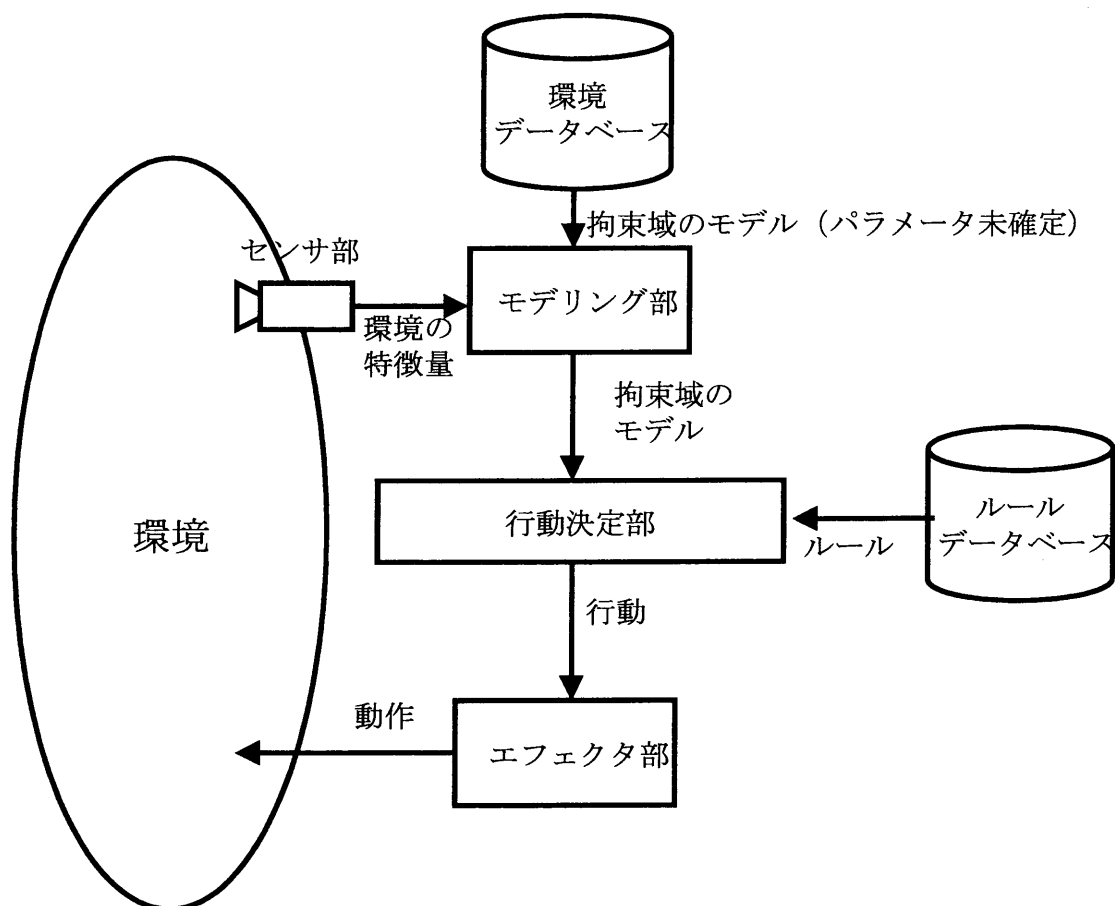 環境
データベース
拘束域のモデル（パラメータ未確定）
センサ部
モデリング部
環境の
特徴量
拘束域の
モデル
環境
行動決定部
ルール
ルール
データベース
行動
動作
エフェクタ部